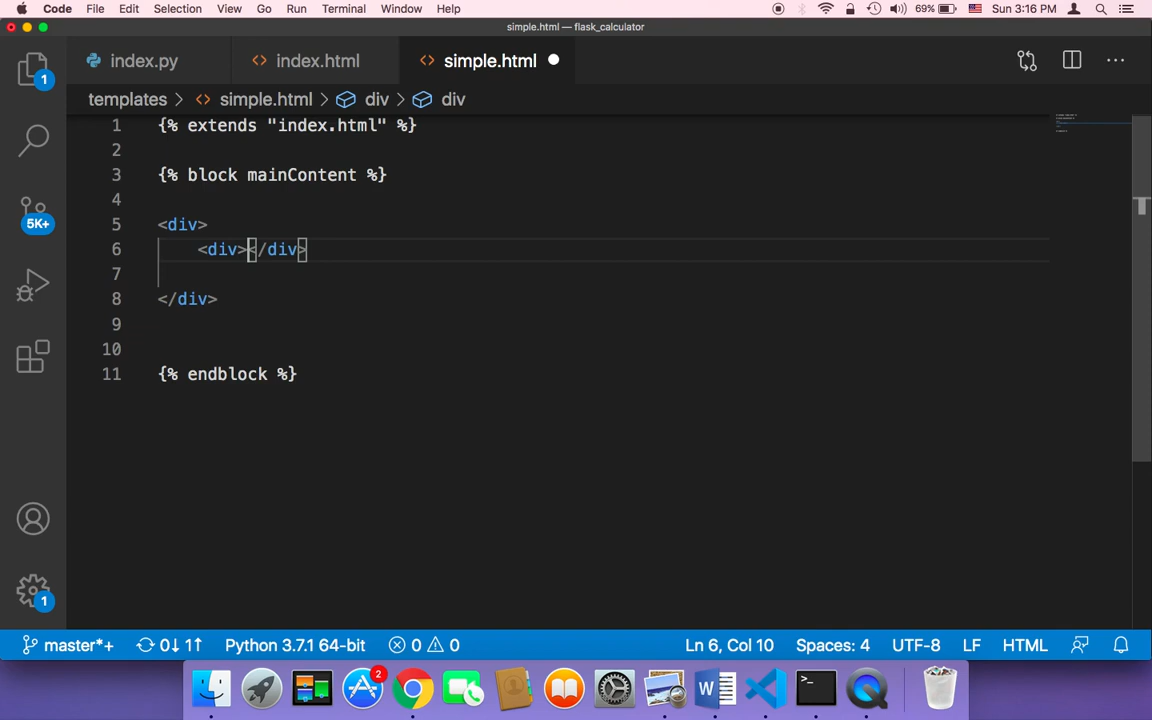 Code File Edit Selection View Go Run Terminal Window Help 69% Sun 3:16 PM
simple.html — flask_calculator
index.py index.html simple.html
templates > simple.html > div > div
1 {% extends "index.html" %}
2
3 {% block mainContent %}
4
5 <div>
6 <div></div>
7
8 </div>
9
10
11 {% endblock %}
1
5K+
1
master*+ 0↓ 1↑ Python 3.7.1 64-bit 0 0 Ln 6, Col 10 Spaces: 4 UTF-8 LF HTML
2